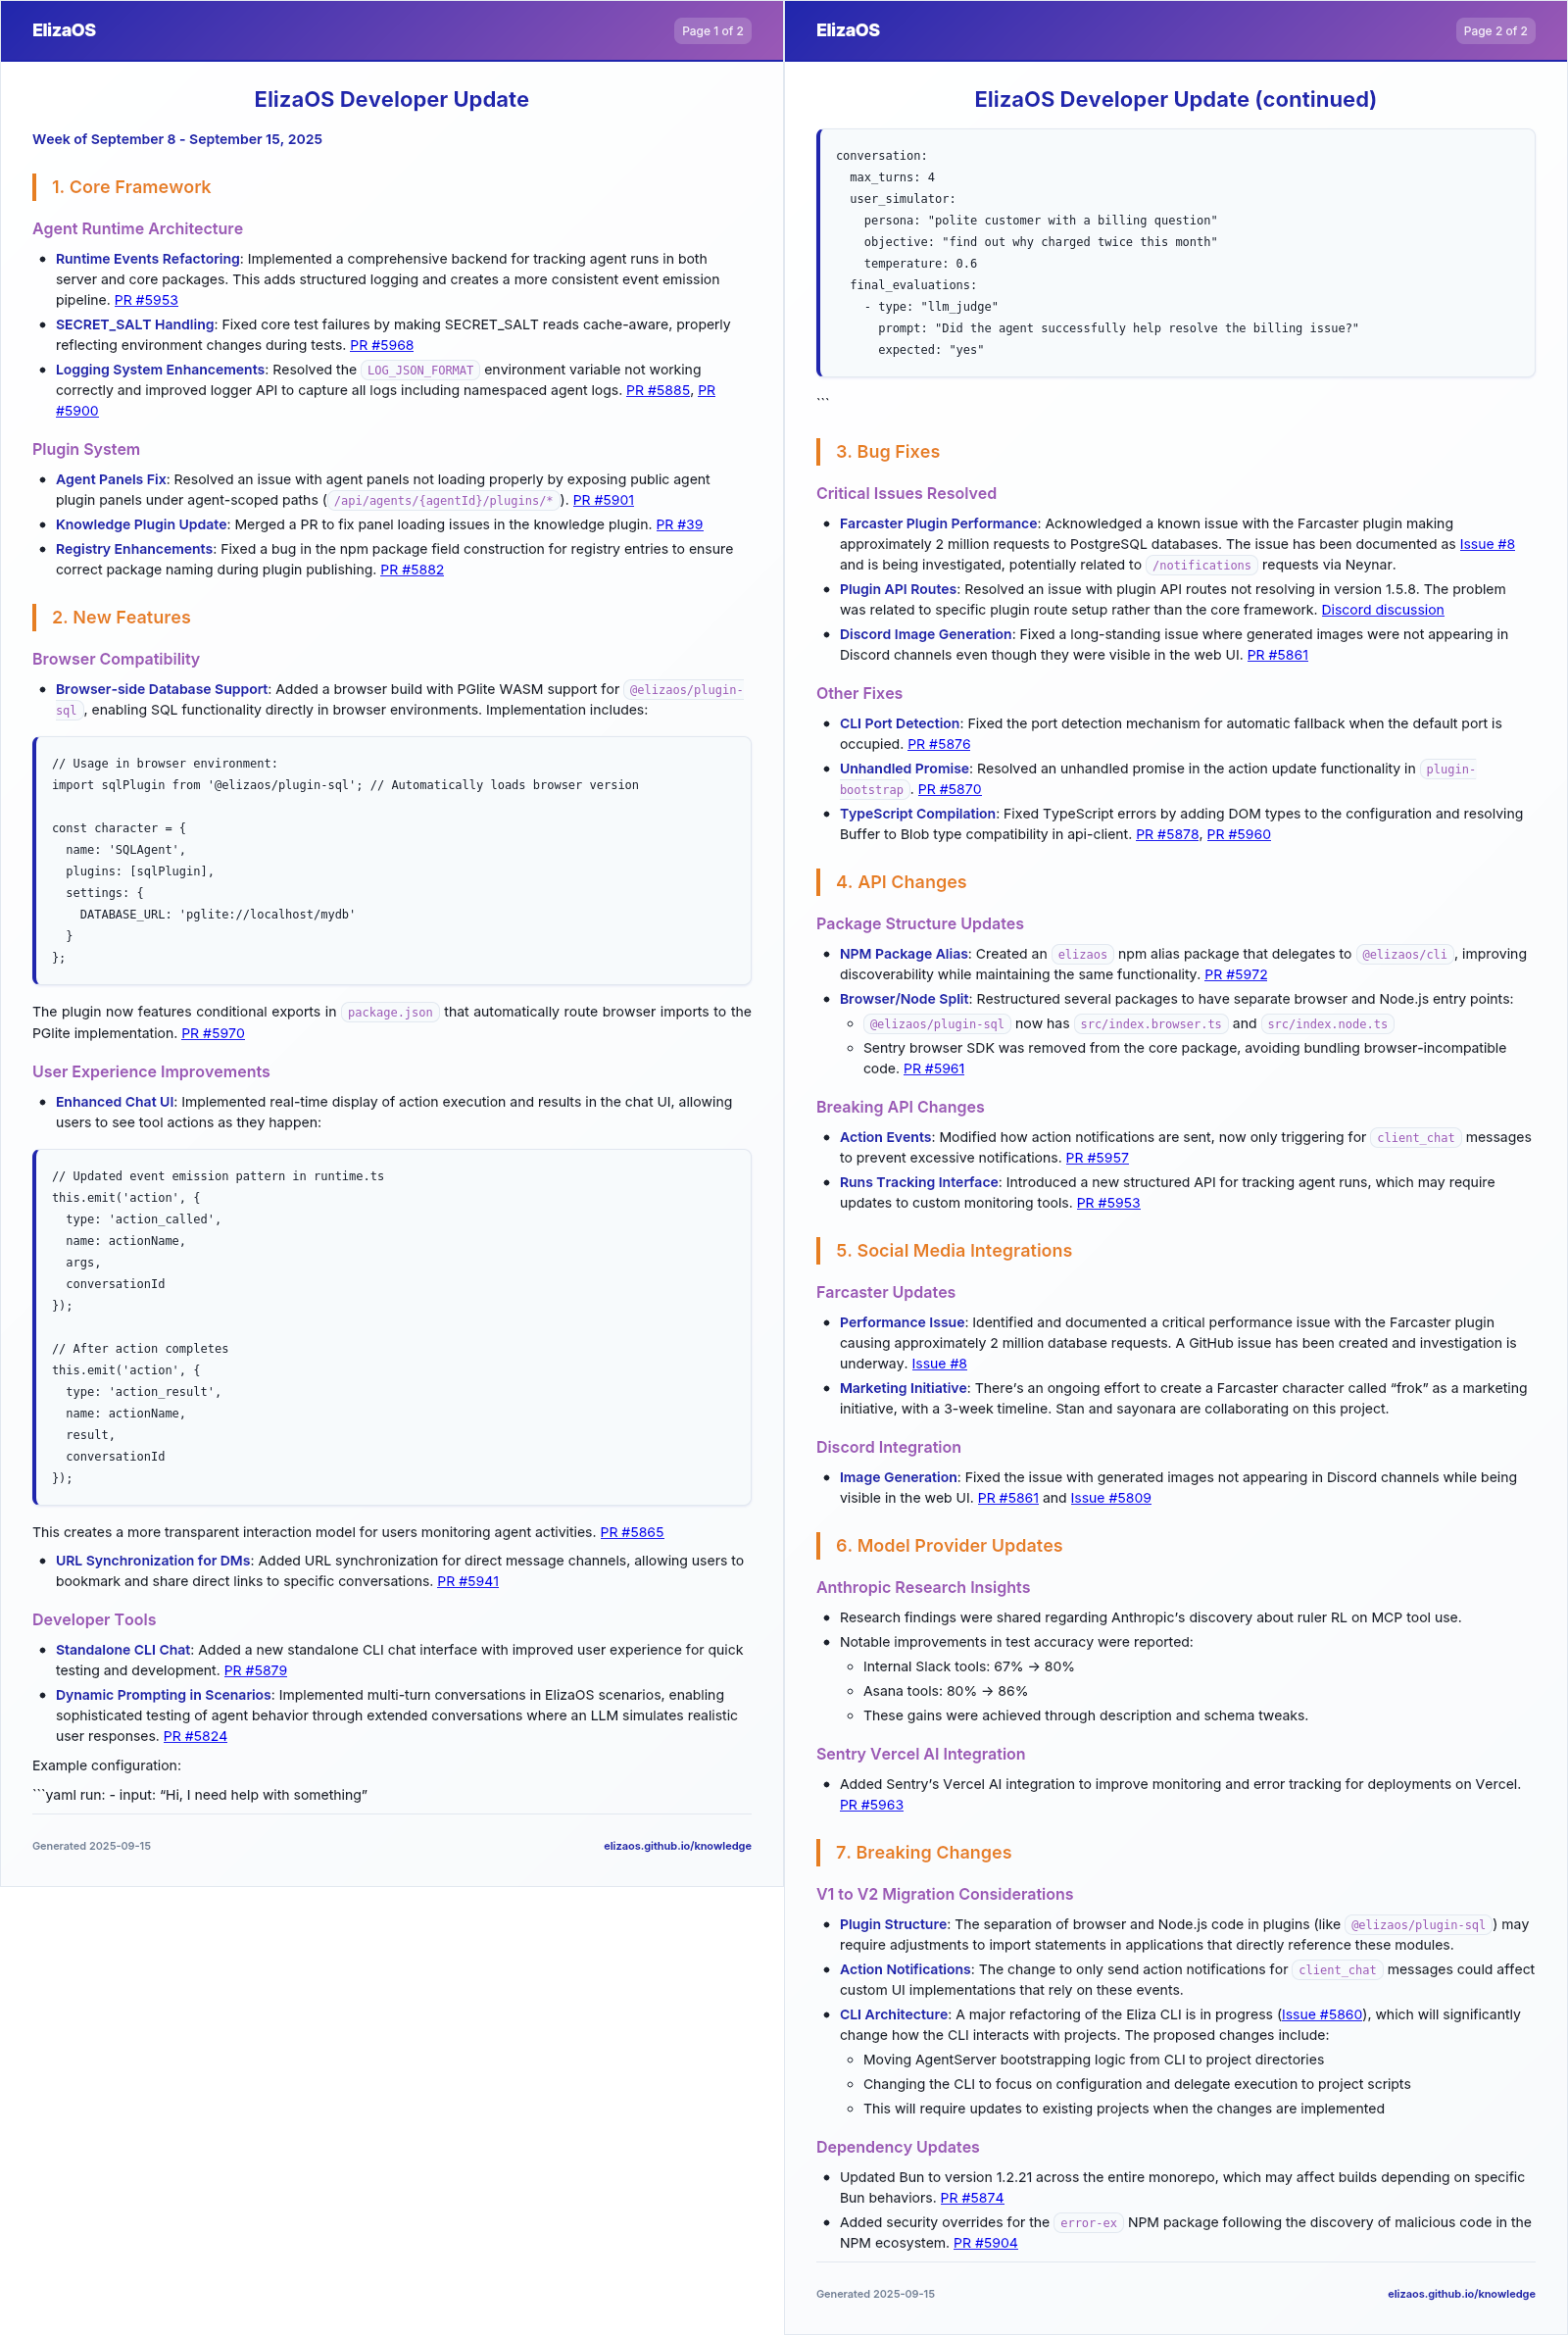 ElizaOS
Page 1 of 2
ElizaOS Developer Update
Week of September 8 - September 15, 2025
1. Core Framework
Agent Runtime Architecture
• Runtime Events Refactoring: Implemented a comprehensive backend for tracking agent runs in both
server and core packages. This adds structured logging and creates a more consistent event emission
pipeline. PR #5953
• SECRET_SALT Handling: Fixed core test failures by making SECRET_SALT reads cache-aware, properly
reflecting environment changes during tests. PR #5968
• Logging System Enhancements: Resolved the LOG_JSON_FORMAT environment variable not working
correctly and improved logger API to capture all logs including namespaced agent logs. PR #5885, PR
#5900
Plugin System
• Agent Panels Fix: Resolved an issue with agent panels not loading properly by exposing public agent
plugin panels under agent-scoped paths (/api/agents/{agentId}/plugins/*). PR #5901
• Knowledge Plugin Update: Merged a PR to fix panel loading issues in the knowledge plugin. PR #39
• Registry Enhancements: Fixed a bug in the npm package field construction for registry entries to ensure
correct package naming during plugin publishing. PR #5882
2. New Features
Browser Compatibility
• Browser-side Database Support: Added a browser build with PGlite WASM support for @elizaos/plugin-
sql, enabling SQL functionality directly in browser environments. Implementation includes:
// Usage in browser environment:
import sqlPlugin from '@elizaos/plugin-sql'; // Automatically loads browser version
const character = {
  name: 'SQLAgent',
  plugins: [sqlPlugin],
  settings: {
    DATABASE_URL: 'pglite://localhost/mydb'
  }
};
The plugin now features conditional exports in package.json that automatically route browser imports to the
PGlite implementation. PR #5970
User Experience Improvements
• Enhanced Chat UI: Implemented real-time display of action execution and results in the chat UI, allowing
users to see tool actions as they happen:
// Updated event emission pattern in runtime.ts
this.emit('action', {
  type: 'action_called',
  name: actionName,
  args,
  conversationId
});
// After action completes
this.emit('action', {
  type: 'action_result',
  name: actionName,
  result,
  conversationId
});
This creates a more transparent interaction model for users monitoring agent activities. PR #5865
• URL Synchronization for DMs: Added URL synchronization for direct message channels, allowing users to
bookmark and share direct links to specific conversations. PR #5941
Developer Tools
• Standalone CLI Chat: Added a new standalone CLI chat interface with improved user experience for quick
testing and development. PR #5879
• Dynamic Prompting in Scenarios: Implemented multi-turn conversations in ElizaOS scenarios, enabling
sophisticated testing of agent behavior through extended conversations where an LLM simulates realistic
user responses. PR #5824
Example configuration:
```yaml run: - input: “Hi, I need help with something”
Generated 2025-09-15
elizaos.github.io/knowledge
ElizaOS
Page 2 of 2
ElizaOS Developer Update (continued)
conversation:
  max_turns: 4
  user_simulator:
    persona: "polite customer with a billing question"
    objective: "find out why charged twice this month"
    temperature: 0.6
  final_evaluations:
    - type: "llm_judge"
      prompt: "Did the agent successfully help resolve the billing issue?"
      expected: "yes"
```
3. Bug Fixes
Critical Issues Resolved
• Farcaster Plugin Performance: Acknowledged a known issue with the Farcaster plugin making
approximately 2 million requests to PostgreSQL databases. The issue has been documented as Issue #8
and is being investigated, potentially related to /notifications requests via Neynar.
• Plugin API Routes: Resolved an issue with plugin API routes not resolving in version 1.5.8. The problem
was related to specific plugin route setup rather than the core framework. Discord discussion
• Discord Image Generation: Fixed a long-standing issue where generated images were not appearing in
Discord channels even though they were visible in the web UI. PR #5861
Other Fixes
• CLI Port Detection: Fixed the port detection mechanism for automatic fallback when the default port is
occupied. PR #5876
• Unhandled Promise: Resolved an unhandled promise in the action update functionality in plugin-
bootstrap. PR #5870
• TypeScript Compilation: Fixed TypeScript errors by adding DOM types to the configuration and resolving
Buffer to Blob type compatibility in api-client. PR #5878, PR #5960
4. API Changes
Package Structure Updates
• NPM Package Alias: Created an elizaos npm alias package that delegates to @elizaos/cli, improving
discoverability while maintaining the same functionality. PR #5972
• Browser/Node Split: Restructured several packages to have separate browser and Node.js entry points:
◦ @elizaos/plugin-sql now has src/index.browser.ts and src/index.node.ts
◦ Sentry browser SDK was removed from the core package, avoiding bundling browser-incompatible
code. PR #5961
Breaking API Changes
• Action Events: Modified how action notifications are sent, now only triggering for client_chat messages
to prevent excessive notifications. PR #5957
• Runs Tracking Interface: Introduced a new structured API for tracking agent runs, which may require
updates to custom monitoring tools. PR #5953
5. Social Media Integrations
Farcaster Updates
• Performance Issue: Identified and documented a critical performance issue with the Farcaster plugin
causing approximately 2 million database requests. A GitHub issue has been created and investigation is
underway. Issue #8
• Marketing Initiative: There’s an ongoing effort to create a Farcaster character called “frok” as a marketing
initiative, with a 3-week timeline. Stan and sayonara are collaborating on this project.
Discord Integration
• Image Generation: Fixed the issue with generated images not appearing in Discord channels while being
visible in the web UI. PR #5861 and Issue #5809
6. Model Provider Updates
Anthropic Research Insights
• Research findings were shared regarding Anthropic’s discovery about ruler RL on MCP tool use.
• Notable improvements in test accuracy were reported:
◦ Internal Slack tools: 67% → 80%
◦ Asana tools: 80% → 86%
◦ These gains were achieved through description and schema tweaks.
Sentry Vercel AI Integration
• Added Sentry’s Vercel AI integration to improve monitoring and error tracking for deployments on Vercel.
PR #5963
7. Breaking Changes
V1 to V2 Migration Considerations
• Plugin Structure: The separation of browser and Node.js code in plugins (like @elizaos/plugin-sql) may
require adjustments to import statements in applications that directly reference these modules.
• Action Notifications: The change to only send action notifications for client_chat messages could affect
custom UI implementations that rely on these events.
• CLI Architecture: A major refactoring of the Eliza CLI is in progress (Issue #5860), which will significantly
change how the CLI interacts with projects. The proposed changes include:
◦ Moving AgentServer bootstrapping logic from CLI to project directories
◦ Changing the CLI to focus on configuration and delegate execution to project scripts
◦ This will require updates to existing projects when the changes are implemented
Dependency Updates
• Updated Bun to version 1.2.21 across the entire monorepo, which may affect builds depending on specific
Bun behaviors. PR #5874
• Added security overrides for the error-ex NPM package following the discovery of malicious code in the
NPM ecosystem. PR #5904
Generated 2025-09-15
elizaos.github.io/knowledge